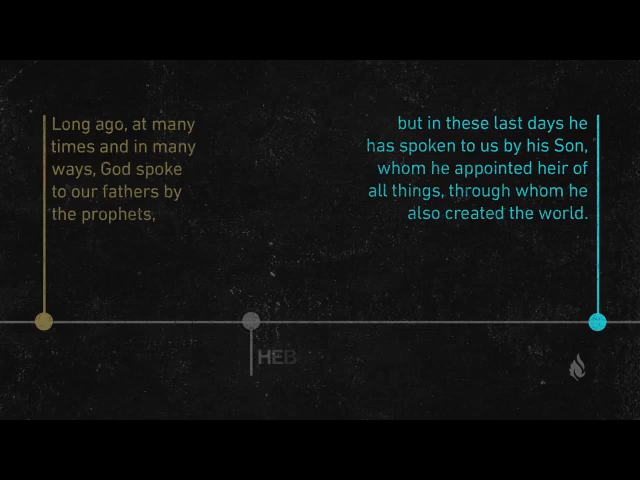 Long ago, at many
times and in many
ways, God spoke
to our fathers by
the prophets,
but in these last days he
has spoken to us by his Son,
whom he appointed heir of
all things, through whom he
also created the world.
HEB